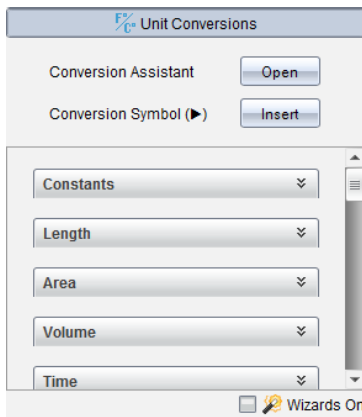 F°/C° Unit Conversions
Conversion Assistant Open
Conversion Symbol (▶) Insert
Constants
Length
Area
Volume
Time
Wizards On